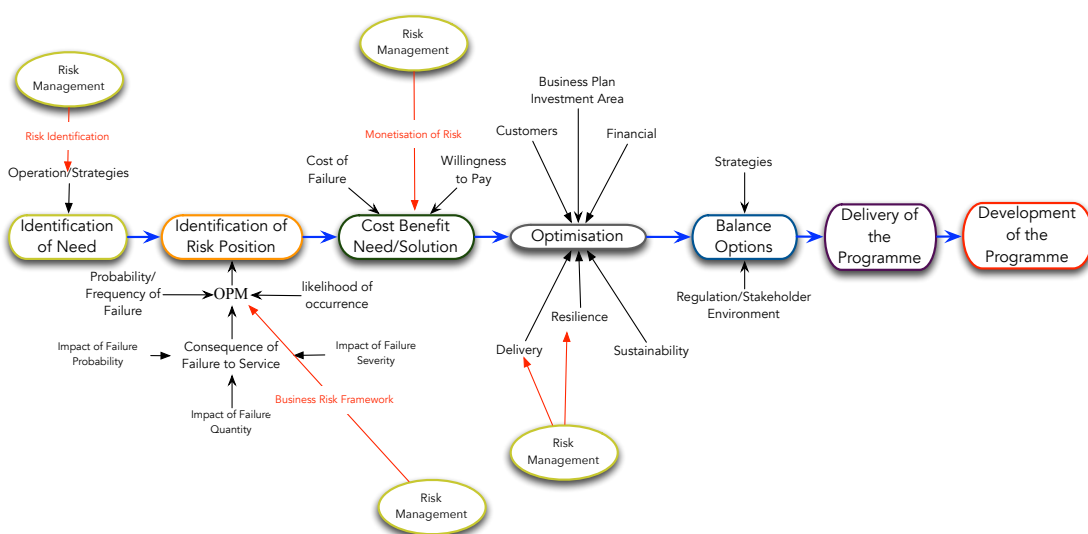 Risk
Management
Risk Identification
Operation/Strategies
Identification
of Need
Identification of
Risk Position
Probability/
Frequency of
Failure
OPM
likelihood of
occurrence
Impact of Failure
Probability
Consequence of
Failure to Service
Impact of Failure
Severity
Impact of Failure
Quantity
Business Risk Framework
Risk
Management
Risk
Management
Monetisation of Risk
Cost of
Failure
Willingness
to Pay
Cost Benefit
Need/Solution
Business Plan
Investment Area
Customers
Financial
Optimisation
Resilience
Delivery
Sustainability
Risk
Management
Strategies
Balance
Options
Regulation/Stakeholder
Environment
Delivery of
the
Programme
Development
of the
Programme